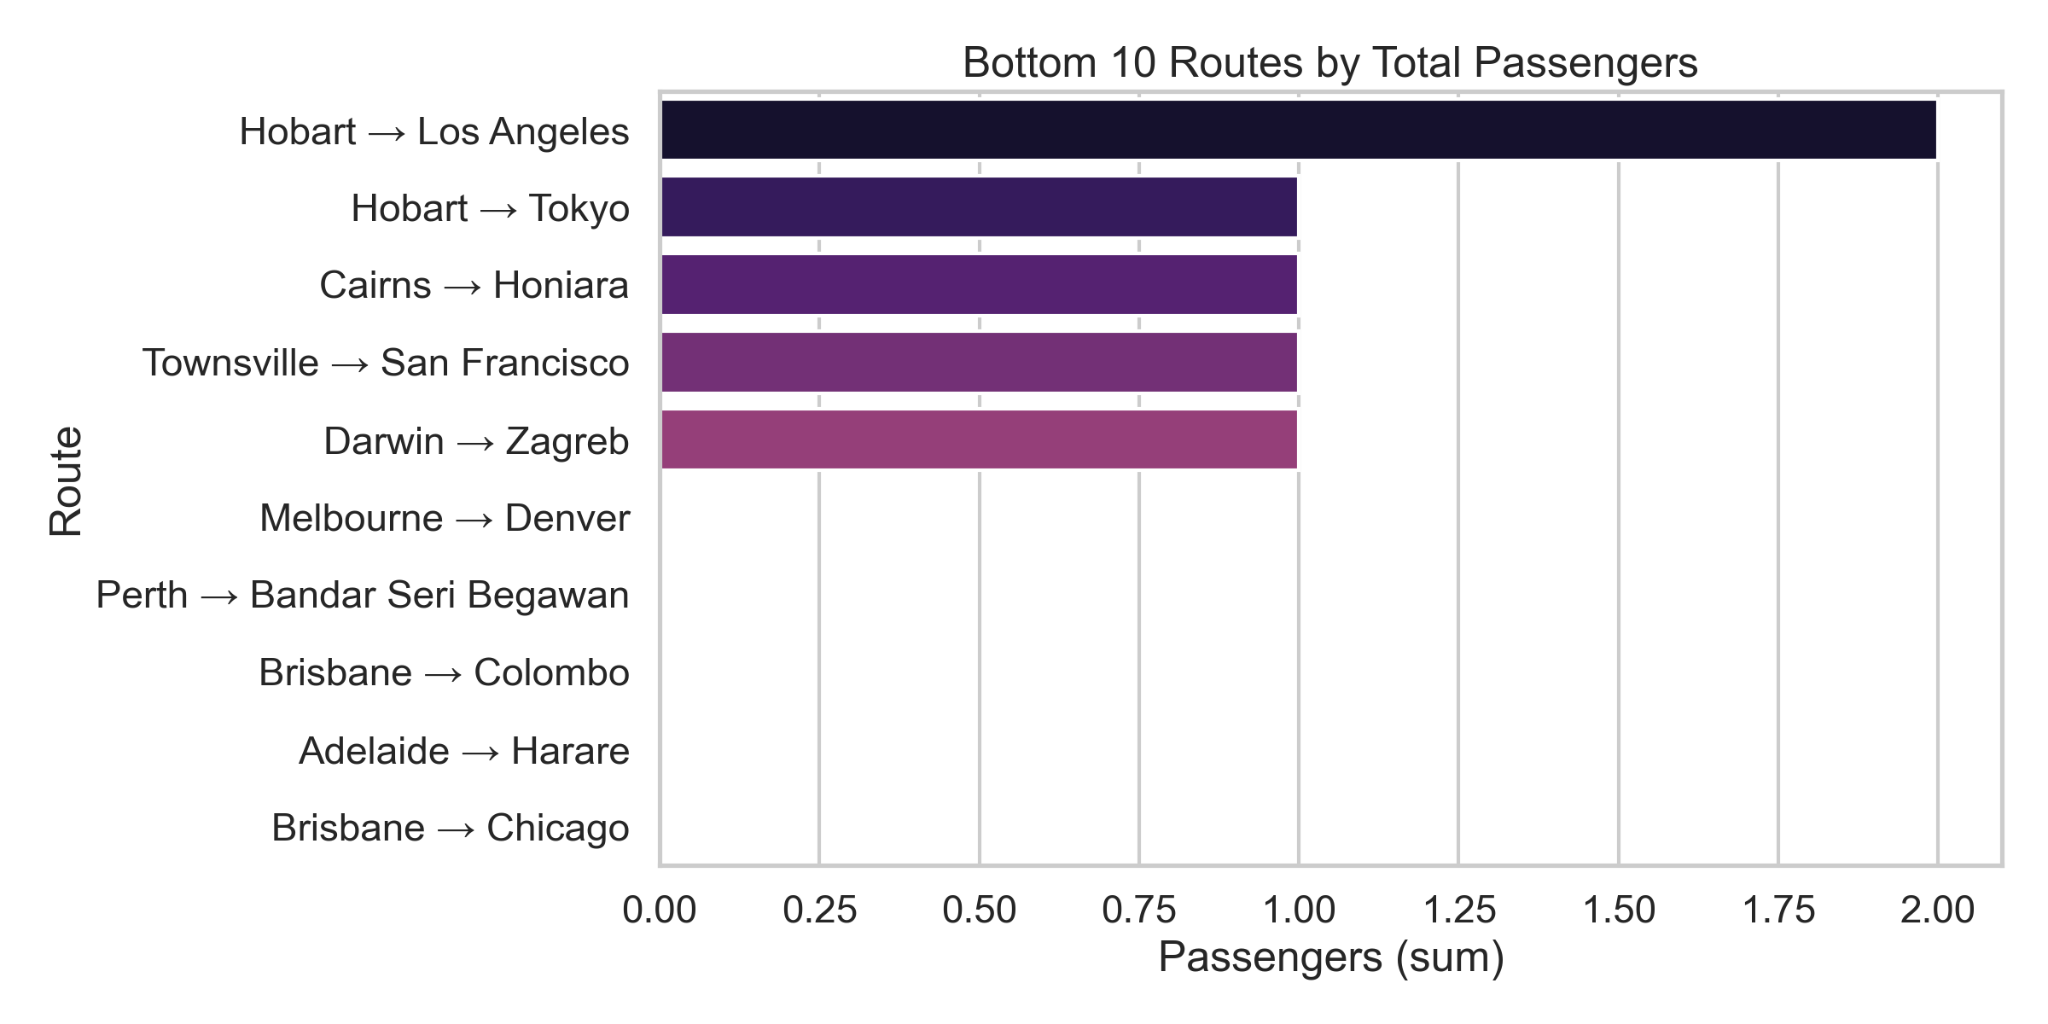 Bottom 10 Routes by Total Passengers
Hobart → Los Angeles
Hobart → Tokyo
Cairns → Honiara
Townsville → San Francisco
Darwin → Zagreb
Melbourne → Denver
Perth → Bandar Seri Begawan
Brisbane → Colombo
Adelaide → Harare
Brisbane → Chicago
Route
0.00 0.25 0.50 0.75 1.00 1.25 1.50 1.75 2.00
Passengers (sum)